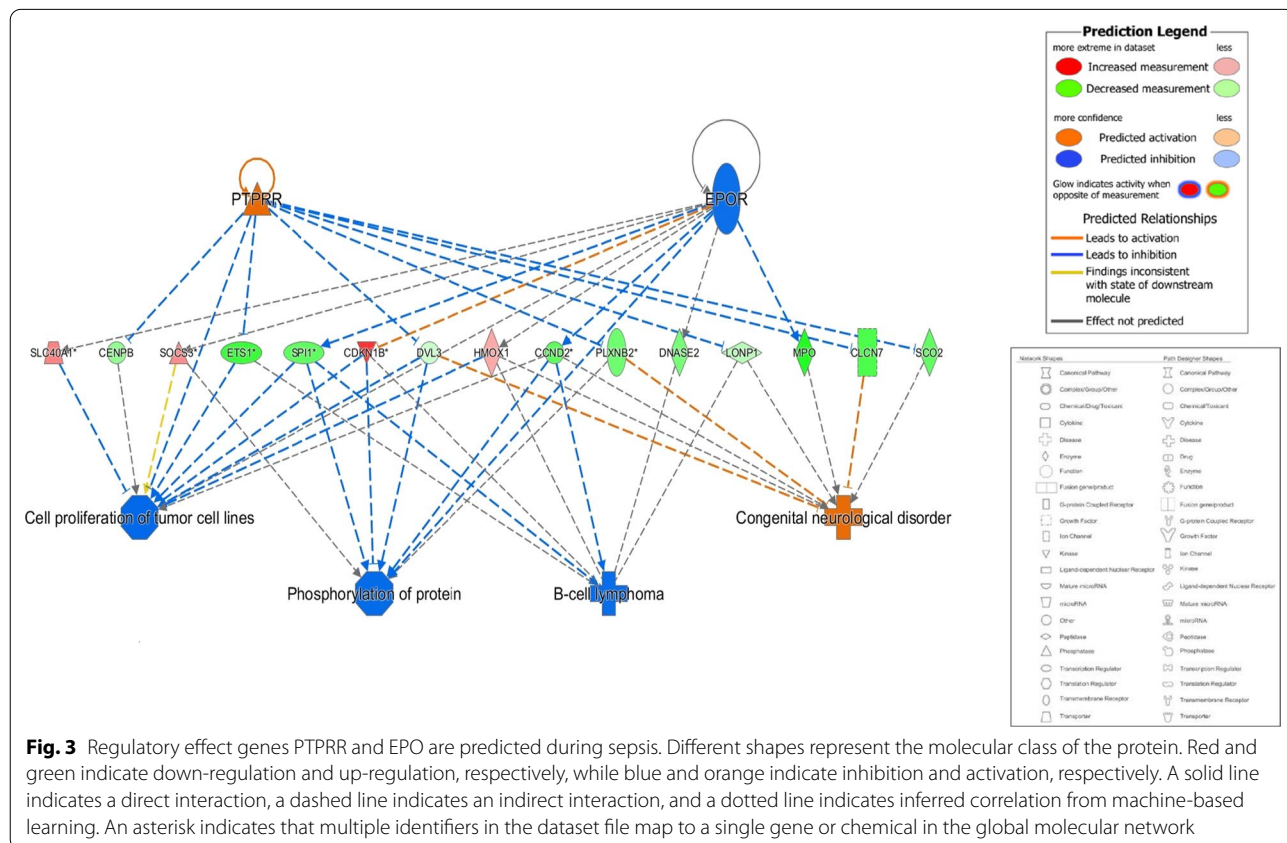 Prediction Legend
more extreme in dataset less
Increased measurement
Decreased measurement
more confidence less
Predicted activation
Predicted inhibition
Glow indicates activity when
opposite of measurement
Predicted Relationships
Leads to activation
Leads to inhibition
Findings inconsistent
with state of downstream
molecule
Effect not predicted
PTPRR EPOR
SLC40A1* CENPB SOCS3* ETS1* SPI1* CDKN1B* DVL3 HMOX1 CCND2* PLXNB2* DNASE2 LONP1 MPO CLCN7 SCO2
Cell proliferation of tumor cell lines Congenital neurological disorder
Phosphorylation of protein B-cell lymphoma
Network Shapes Path Designer Shapes
Canonical Pathway Canonical Pathway
Complex/Group/Other Complex/Group/Other
Chemical/Drug/Toxicant Chemical/Toxicant
Cytokine Cytokine
Disease Disease
Enzyme Drug
Function Enzyme
Fusion gene/product Function
G-protein Coupled Receptor Fusion gene/product
Growth Factor G-protein Coupled Receptor
Ion Channel Growth Factor
Kinase Ion Channel
Ligand-dependent Nuclear Receptor Kinase
Mature microRNA Ligand-dependent Nuclear Receptor
microRNA Mature microRNA
Other microRNA
Peptidase Peptidase
Phosphatase Phosphatase
Transcription Regulator Transcription Regulator
Translation Regulator Translation Regulator
Transmembrane Receptor Transmembrane Receptor
Transporter Transporter
Fig. 3 Regulatory effect genes PTPRR and EPO are predicted during sepsis. Different shapes represent the molecular class of the protein. Red and
green indicate down-regulation and up-regulation, respectively, while blue and orange indicate inhibition and activation, respectively. A solid line
indicates a direct interaction, a dashed line indicates an indirect interaction, and a dotted line indicates inferred correlation from machine-based
learning. An asterisk indicates that multiple identifiers in the dataset file map to a single gene or chemical in the global molecular network